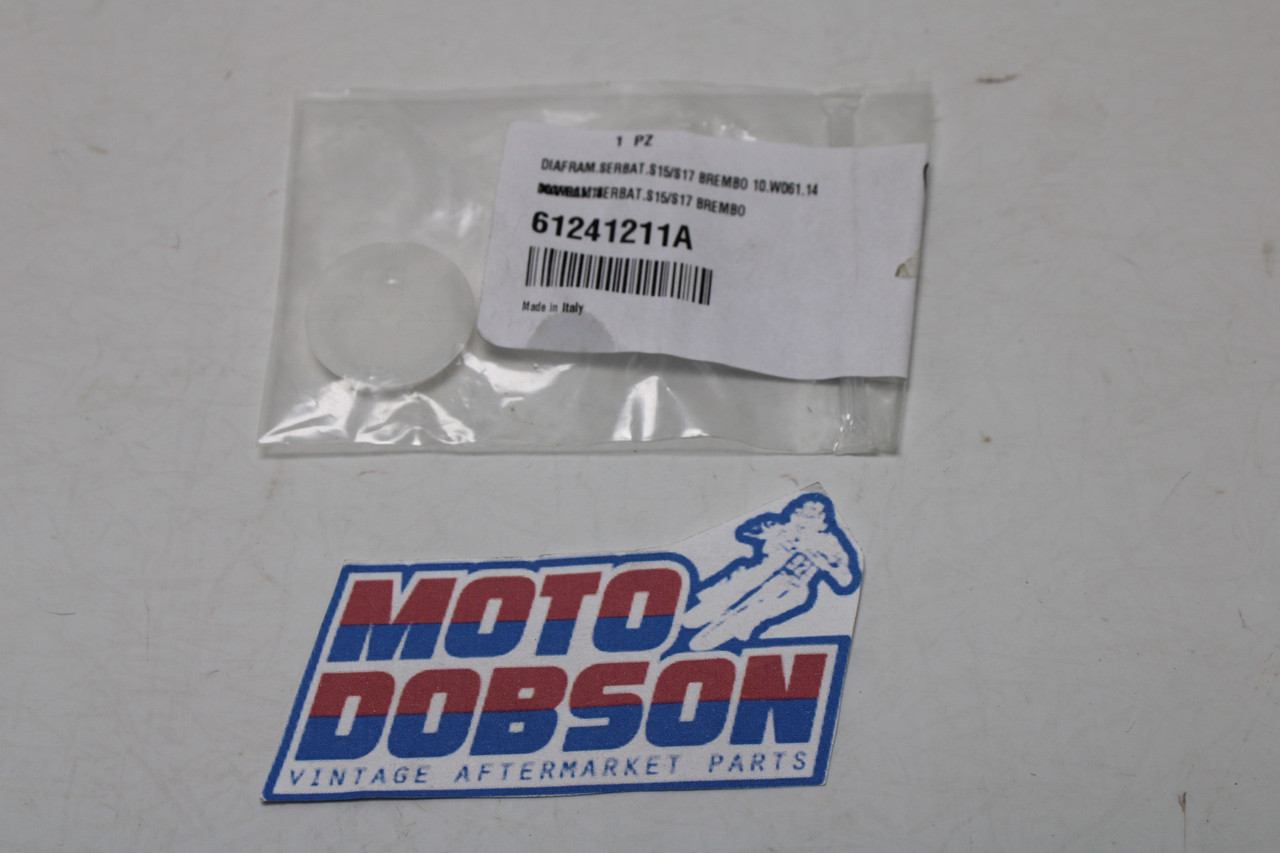 1 PZ
DIAFRAM.SERBAT.S15/S17 BREMBO 10.W061.14
SERBAT.S15/S17 BREMBO
61241211A
Made in Italy
MOTO
DOBSON
VINTAGE AFTERMARKET PARTS